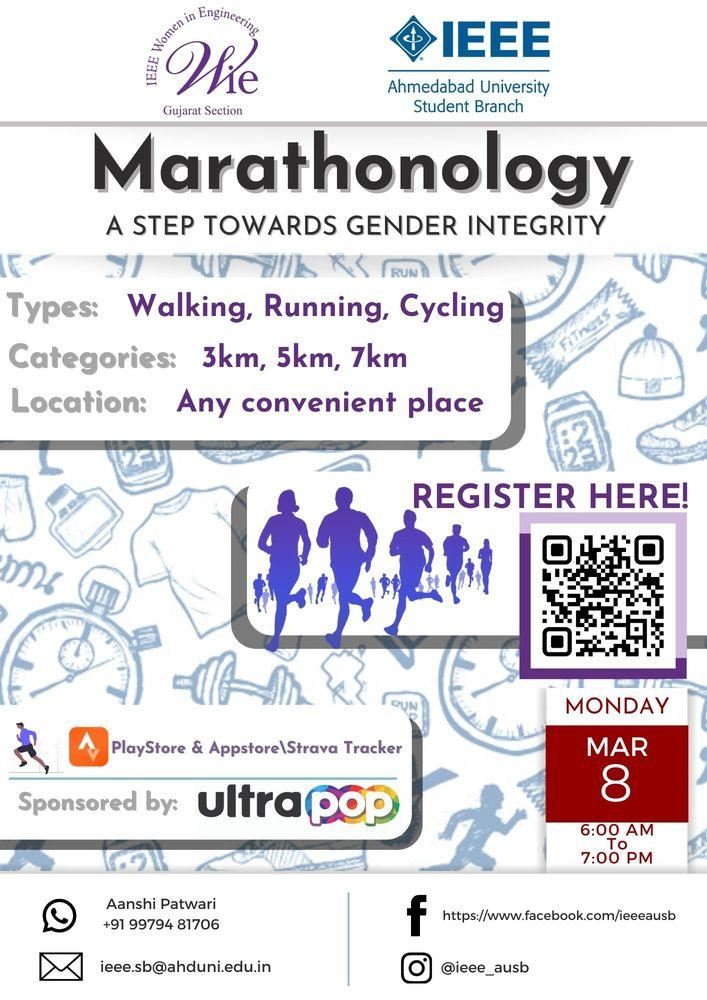 IEEE Women in Engineering
Wie
Gujarat Section
IEEE
Ahmedabad University
Student Branch
Marathonology
A STEP TOWARDS GENDER INTEGRITY
RUN
Types: Walking, Running, Cycling
Categories: 3km, 5km, 7km
Location: Any convenient place
Fitness
REGISTER HERE!
RUN
MONDAY
MAR
8
6:00 AM
To
7:00 PM
PlayStore & Appstore\Strava Tracker
Sponsored by: ultrapop
Aanshi Patwari
+91 99794 81706
ieee.sb@ahduni.edu.in
https://www.facebook.com/ieeeausb
@ieee_ausb